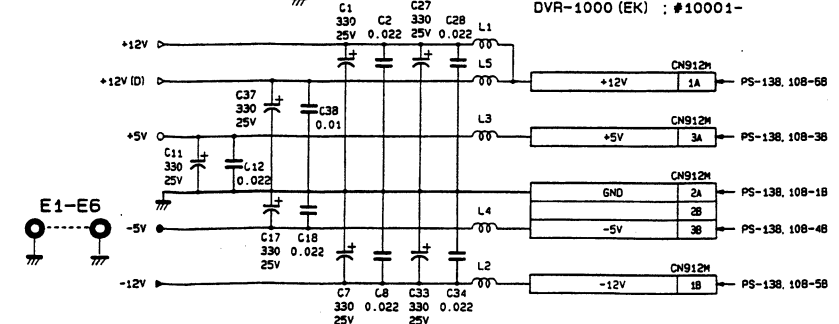 DVR-1000 (EK) ; #10001-
C1 330 25V
C2 0.022
C27 330 25V
C28 0.022
L1
+12V
L5
+12V (D)
CN912M
+12V 1A PS-138, 108-6B
C37 330 25V
C38 0.01
L3
CN912M
+5V
+5V 3A PS-138, 108-3B
C11 330 25V
C12 0.022
CN912M
GND 2A PS-138, 108-1B
2B
E1-E6
-5V
L4
-5V 3B PS-138, 108-4B
C17 330 25V
C18 0.022
L2
CN912M
-12V
-12V 1B PS-138, 108-5B
C7 330 25V
C8 0.022
C33 330 25V
C34 0.022